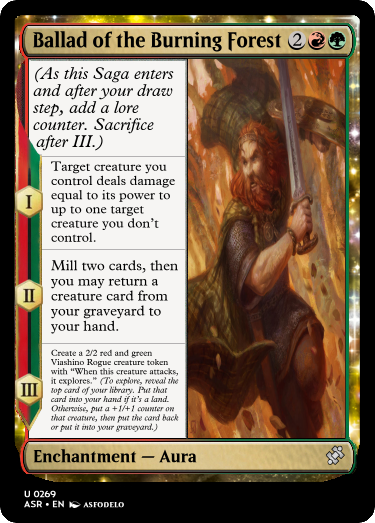 Ballad of the Burning Forest 2
(As this Saga enters
and after your draw
step, add a lore
counter. Sacrifice
after III.)
I
Target creature you
control deals damage
equal to its power to
up to one target
creature you don't
control.
II
Mill two cards, then
you may return a
creature card from
your graveyard to
your hand.
III
Create a 2/2 red and green
Viashino Rogue creature token
with "When this creature attacks,
it explores." (To explore, reveal the
top card of your library. Put that
card into your hand if it's a land.
Otherwise, put a +1/+1 counter on
that creature, then put the card back
or put it into your graveyard.)
Enchantment — Aura
U 0269
ASR • EN ASFODELO